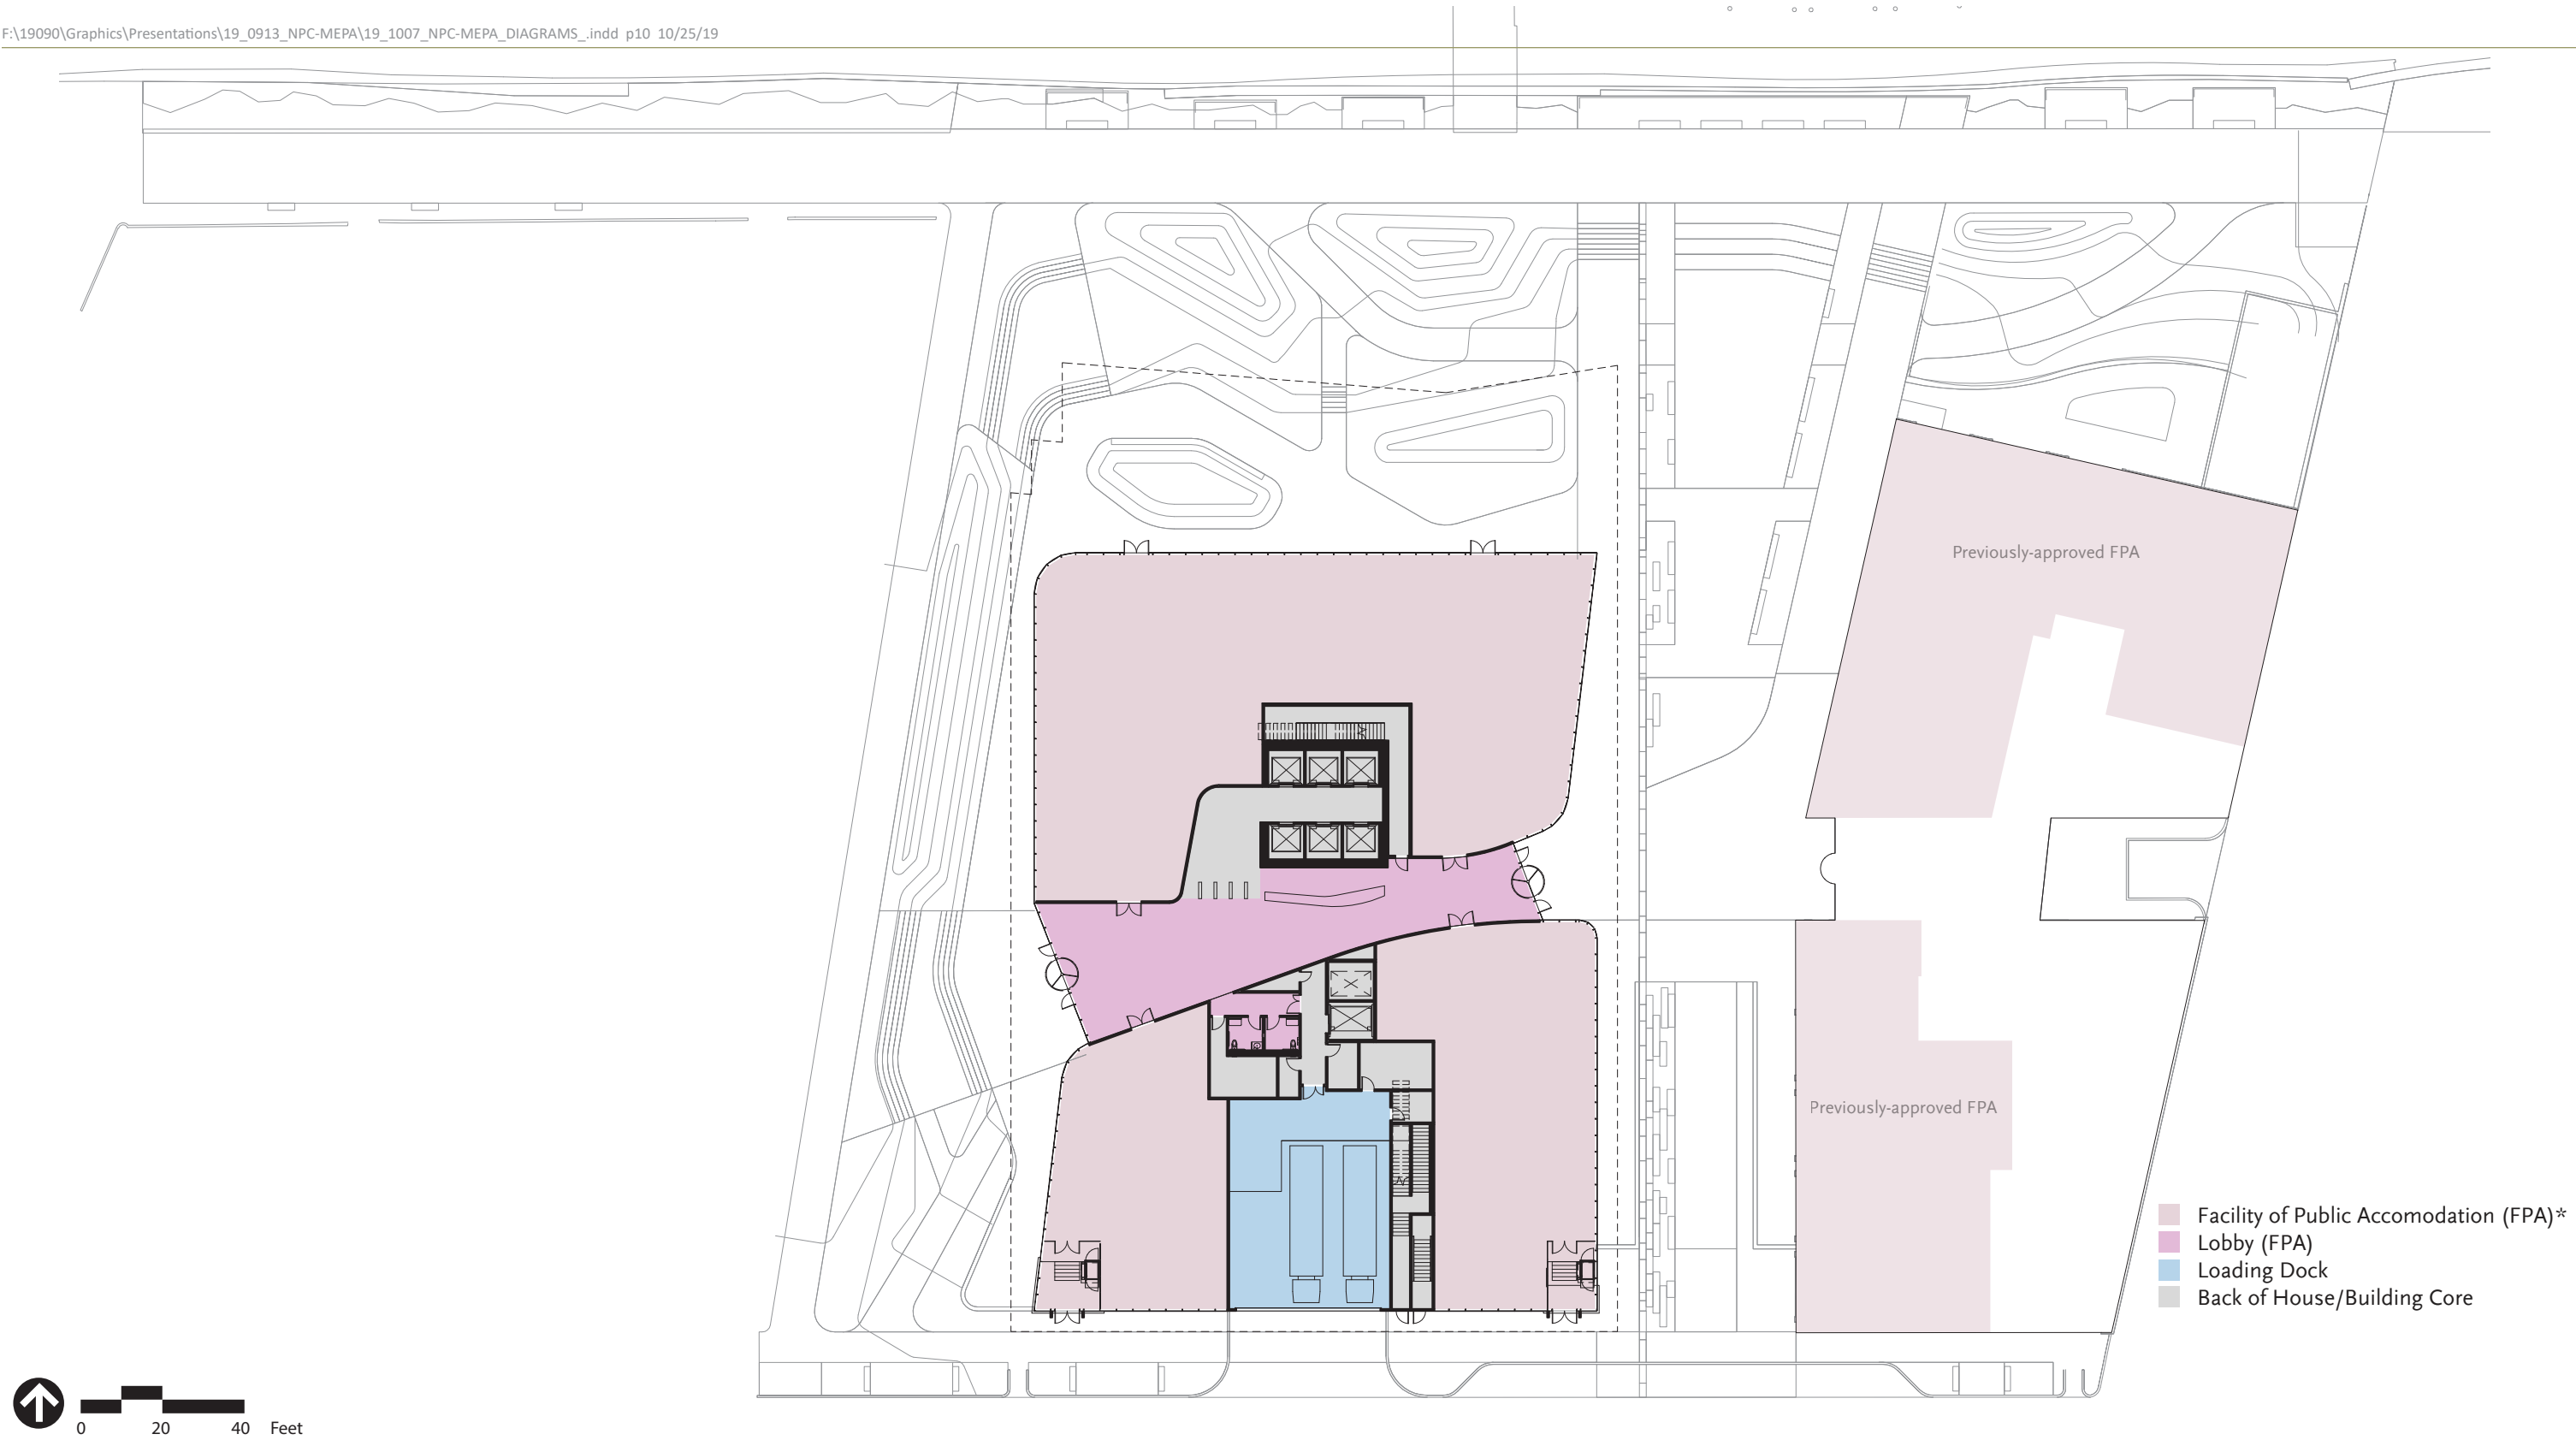 F:\19090\Graphics\Presentations\19_0913_NPC-MEPA\19_1007_NPC-MEPA_DIAGRAMS_.indd p10 10/25/19
Previously-approved FPA
Previously-approved FPA
Facility of Public Accomodation (FPA)*
Lobby (FPA)
Loading Dock
Back of House/Building Core
0 20 40 Feet